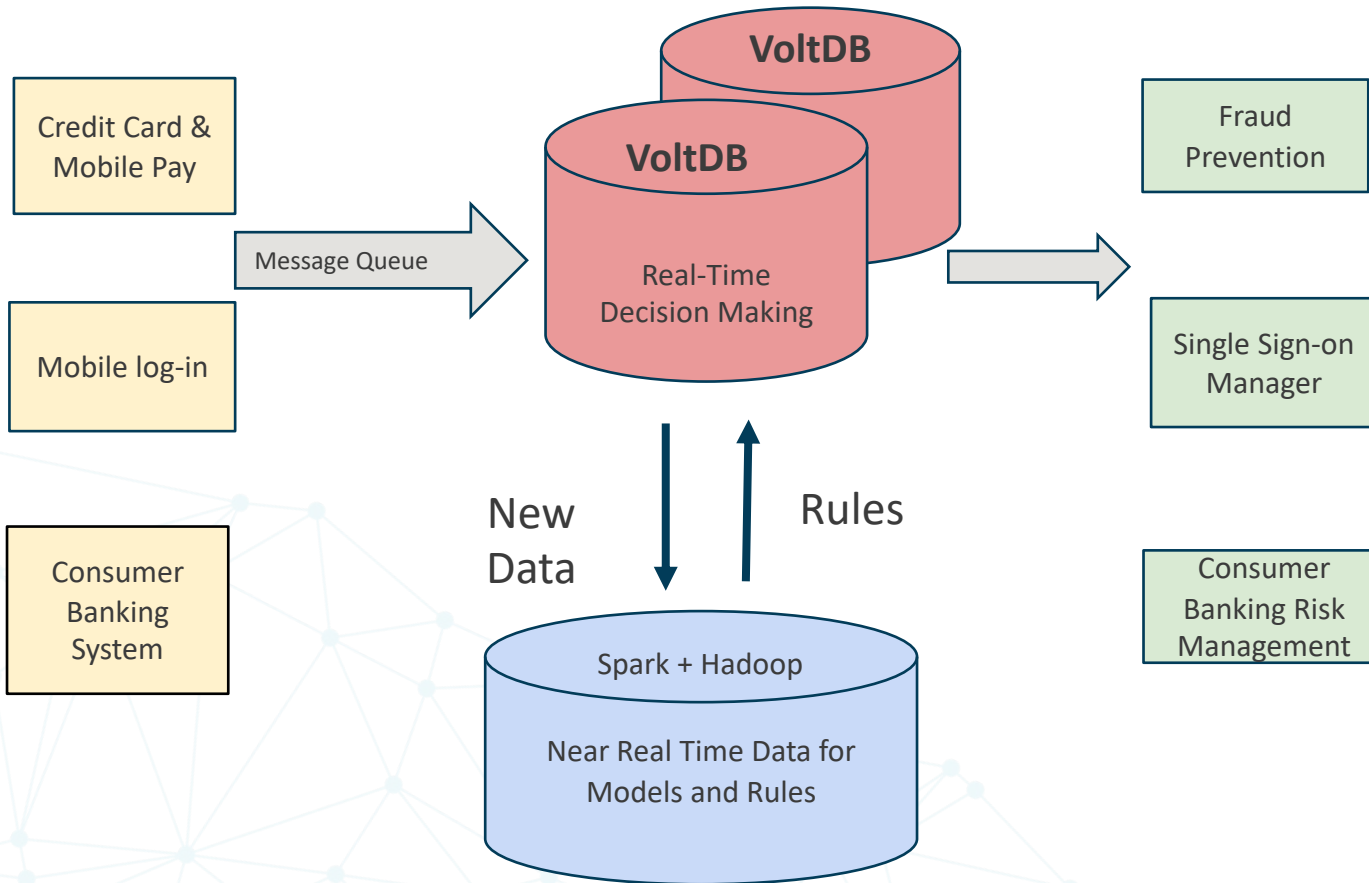 VoltDB
Credit Card &
Mobile Pay
VoltDB
Fraud
Prevention
Message Queue
Real-Time
Decision Making
Mobile log-in
Single Sign-on
Manager
New
Data
Rules
Consumer
Banking
System
Consumer
Banking Risk
Management
Spark + Hadoop
Near Real Time Data for
Models and Rules